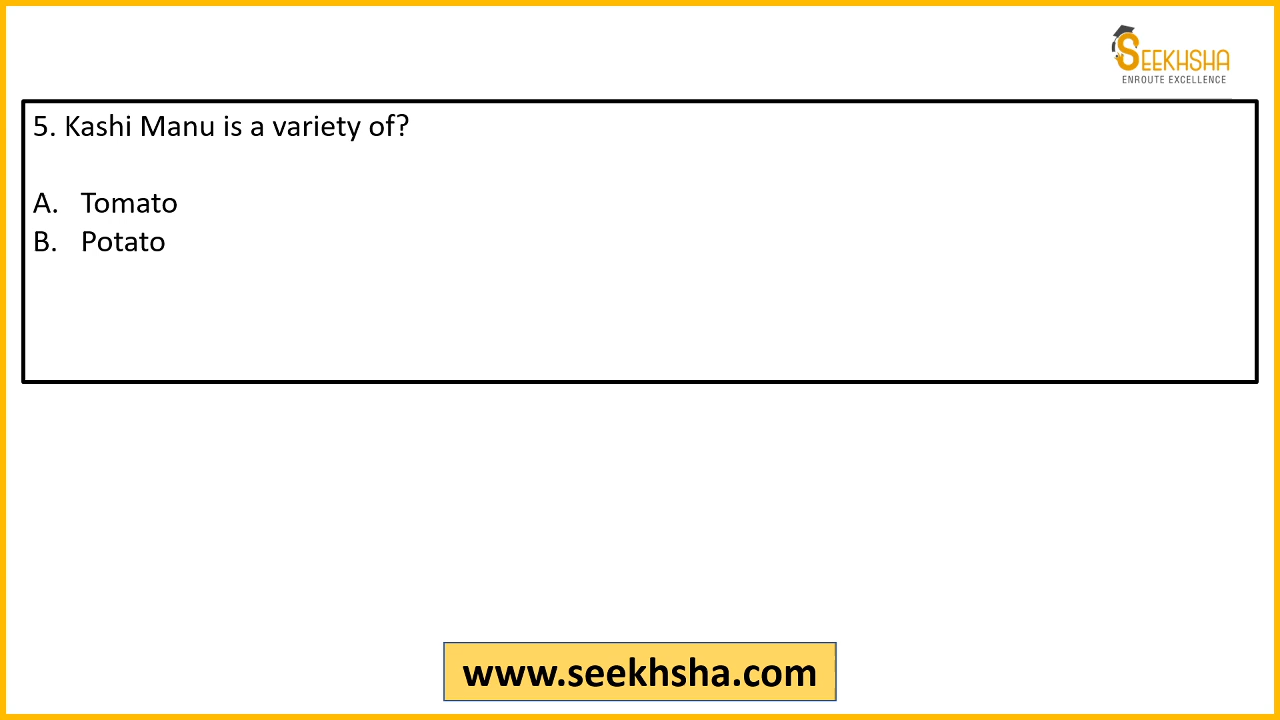 SEEKHSHA
ENROUTE EXCELLENCE
5. Kashi Manu is a variety of?
A. Tomato
B. Potato
www.seekhsha.com